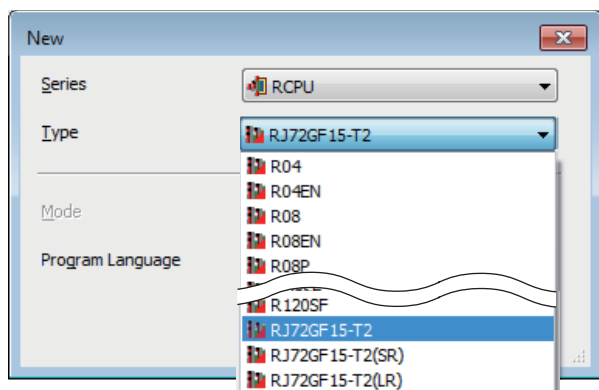 New
Series
RCPU
Type
RJ72GF15-T2
R04
R04EN
R08
R08EN
Mode
Program Language
R08P
R120SF
RJ72GF15-T2
RJ72GF15-T2(SR)
RJ72GF15-T2(LR)